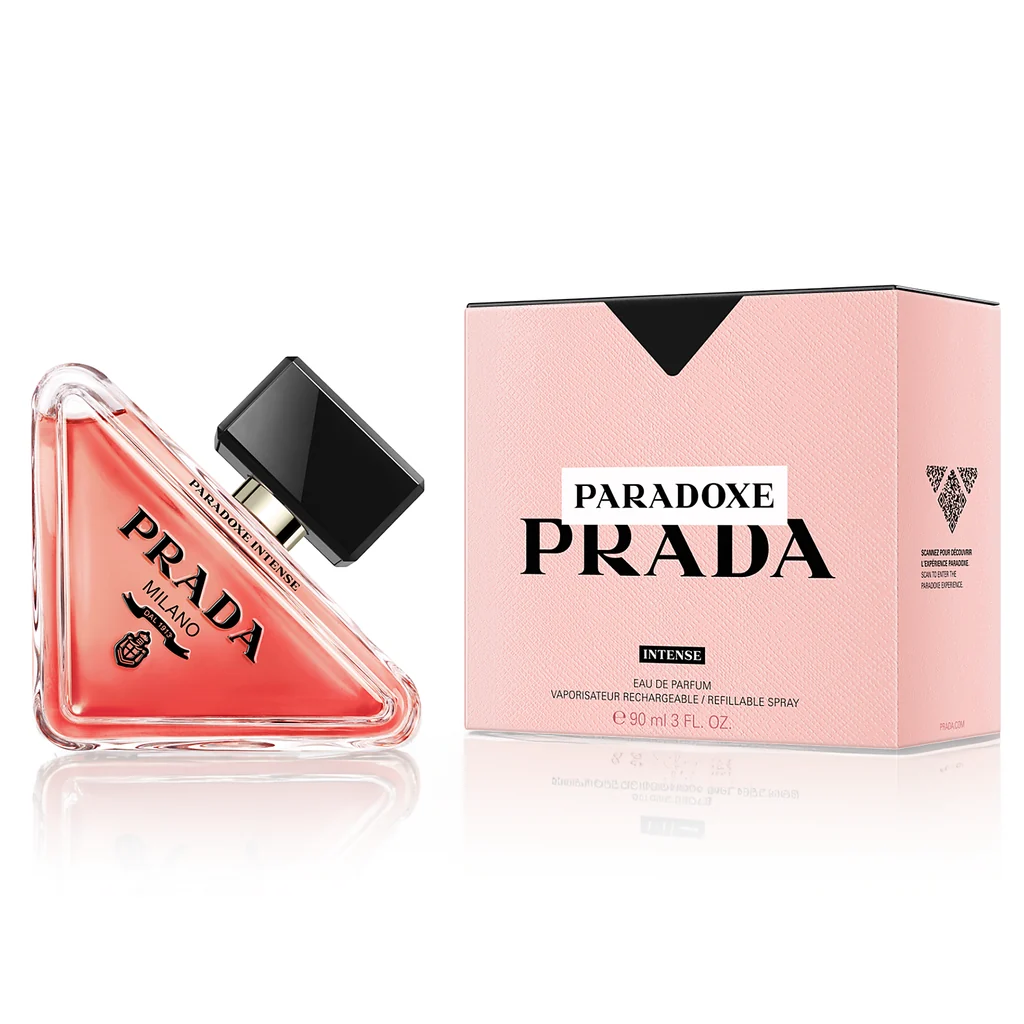 PARADOXE INTENSE
PRADA
MILANO
DAL 1913
PARADOXE
PRADA
INTENSE
EAU DE PARFUM
VAPORISATEUR RECHARGEABLE / REFILLABLE SPRAY
℮ 90 ml 3 FL. OZ.
SCANNEZ POUR DÉCOUVRIR
L'EXPÉRIENCE PARADOXE.
SCAN TO ENTER THE
PARADOXE EXPERIENCE.
PRADA.COM